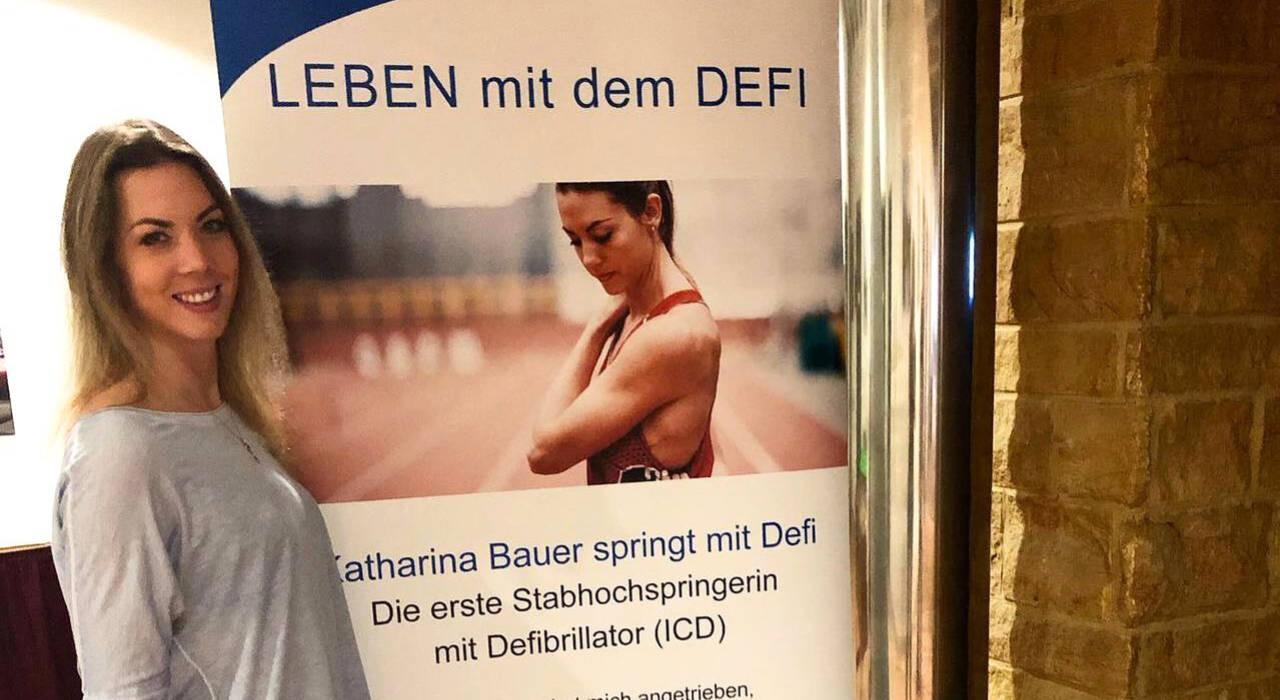 LEBEN mit dem DEFI
Katharina Bauer springt mit Defi
Die erste Stabhochspringerin
mit Defibrillator (ICD)
mich angetrieben,